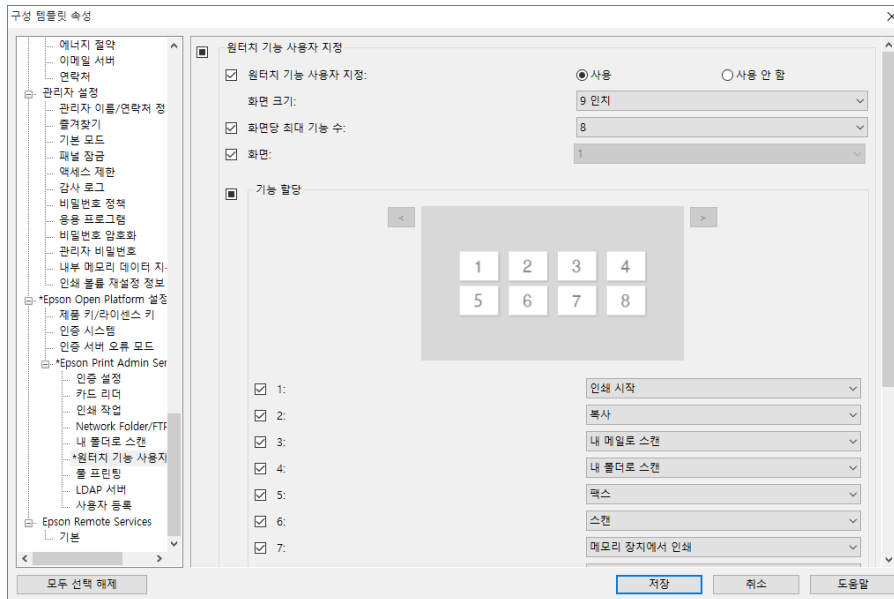 구성 템플릿 속성
에너지 절약
이메일 서버
연락처
관리자 설정
관리자 이름/연락처 정
즐겨찾기
기본 모드
패널 잠금
액세스 제한
감사 로그
비밀번호 정책
응용 프로그램
비밀번호 암호화
관리자 비밀번호
내부 메모리 데이터 지
인쇄 볼륨 재설정 정보
*Epson Open Platform 설정
제품 키/라이센스 키
인증 시스템
인증 서버 오류 모드
*Epson Print Admin Ser
인증 설정
카드 리더
인쇄 작업
Network Folder/FTP
내 폴더로 스캔
*원터치 기능 사용자
풀 프린팅
LDAP 서버
사용자 등록
Epson Remote Services
기본
원터치 기능 사용자 지정
원터치 기능 사용자 지정: 사용 사용 안 함
화면 크기: 9 인치
화면당 최대 기능 수: 8
화면: 1
기능 할당
< >
1 2 3 4
5 6 7 8
1: 인쇄 시작
2: 복사
3: 내 메일로 스캔
4: 내 폴더로 스캔
5: 팩스
6: 스캔
7: 메모리 장치에서 인쇄
모두 선택 해제 저장 취소 도움말